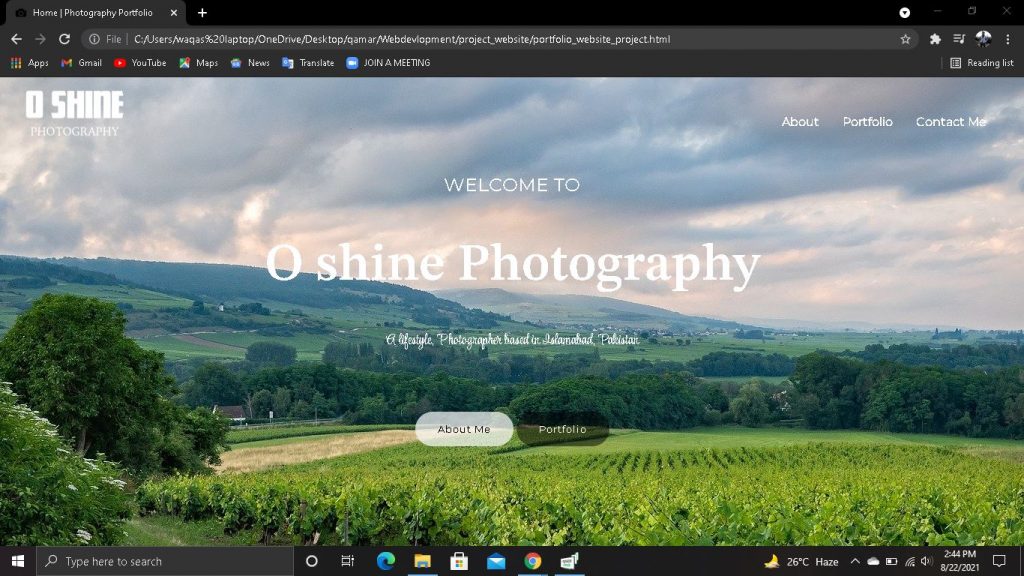 Home | Photography Portfolio
File | C:/Users/waqas%20laptop/OneDrive/Desktop/qamar/Webdevlopment/project_website/portfolio_website_project.html
Apps Gmail YouTube Maps News Translate JOIN A MEETING Reading list
O SHINE
PHOTOGRAPHY
About Portfolio Contact Me
WELCOME TO
O shine Photography
A lifestyle, Photographer based in Islamabad, Pakistan
About Me Portfolio
Type here to search
26°C Haze
2:44 PM
8/22/2021